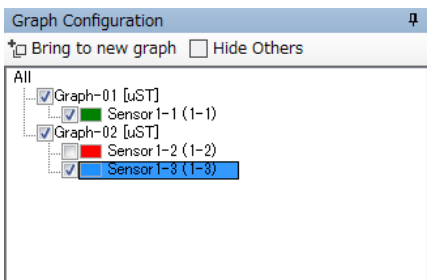 Graph Configuration
Bring to new graph Hide Others
All
Graph-01 [uST]
Sensor1-1 (1-1)
Graph-02 [uST]
Sensor1-2 (1-2)
Sensor1-3 (1-3)